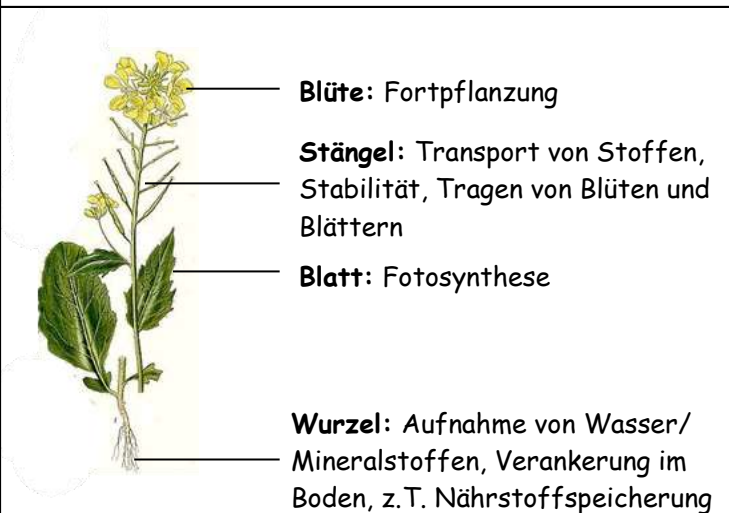 Blüte: Fortpflanzung
Stängel: Transport von Stoffen,
Stabilität, Tragen von Blüten und
Blättern
Blatt: Fotosynthese
Wurzel: Aufnahme von Wasser/
Mineralstoffen, Verankerung im
Boden, z.T. Nährstoffspeicherung